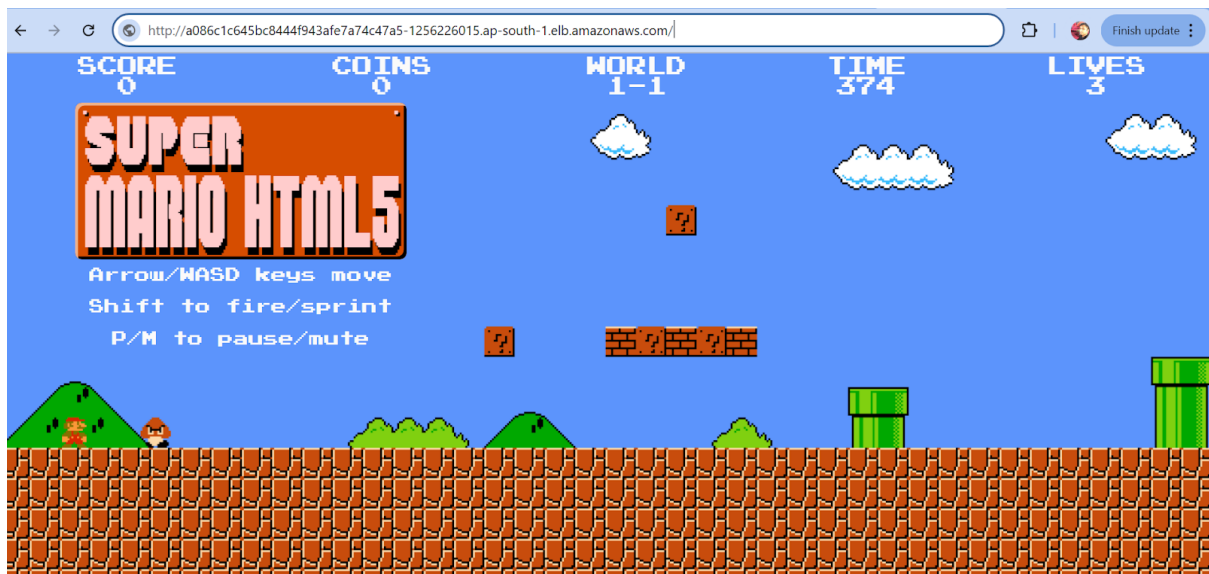 http://a086c1c645bc8444f943afe7a74c47a5-1256226015.ap-south-1.elb.amazonaws.com/
Finish update
SCORE COINS WORLD TIME LIVES
0 0 1-1 374 3
SUPER
MARIO HTML5
Arrow/WASD keys move
Shift to fire/sprint
P/M to pause/mute
? 
? ? ?